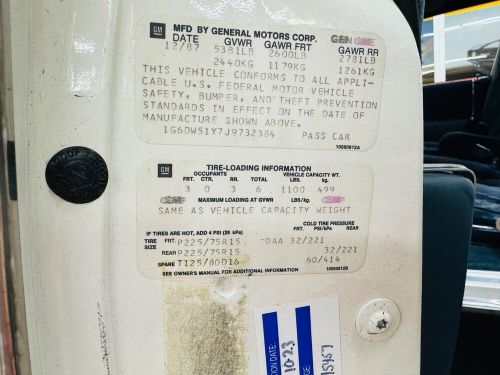 GM
MFD BY GENERAL MOTORS CORP.
DATE GVWR GAWR FRT GAWR RR
12/87 5381LB 2600LB 2781LB
2440KG 1179KG 1261KG
THIS VEHICLE CONFORMS TO ALL APPLI-
CABLE U.S. FEDERAL MOTOR VEHICLE
SAFETY, BUMPER, AND THEFT PREVENTION
STANDARDS IN EFFECT ON THE DATE OF
MANUFACTURE SHOWN ABOVE.
1G6DW51Y7J9732384 PASS CAR
10080812A
GM
TIRE-LOADING INFORMATION
OCCUPANTS VEHICLE CAPACITY WT.
FRT. CTR. RR. TOTAL LBS. kg.
3 0 3 6 1100 499
MAXIMUM LOADING AT GVWR LBS/kg.
SAME AS VEHICLE CAPACITY WEIGHT
COLD TIRE PRESSURE
IF TIRES ARE HOT, ADD 4 PSI (28 kPa) FRT. PSI/kPa REAR
TIRE FRT. P225/75R15 DAA 32/221
SIZE REAR P225/75R15 32/221
SPARE T125/80D16 60/414
SEE OWNER'S MANUAL FOR ADDITIONAL INFORMATION
10080812B
10-23